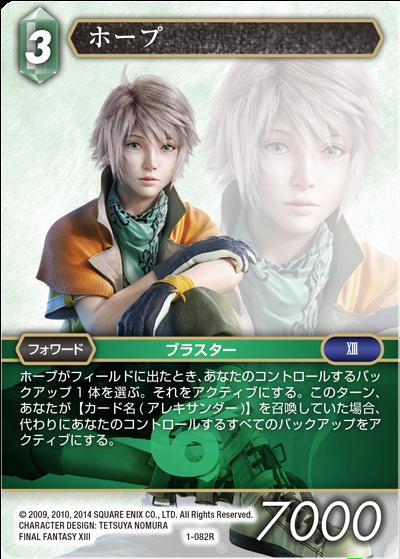 3
ホープ
フォワード
ブラスター
XIII
ホープがフィールドに出たとき、あなたのコントロールするバッ
クアップ1体を選ぶ。それをアクティブにする。このターン、
あなたが【カード名(アレキサンダー)】を召喚していた場合、
代わりにあなたのコントロールするすべてのバックアップをア
クティブにする。
© 2009, 2010, 2014 SQUARE ENIX CO., LTD. All Rights Reserved.
CHARACTER DESIGN: TETSUYA NOMURA
FINAL FANTASY XIII
1-082R
7000